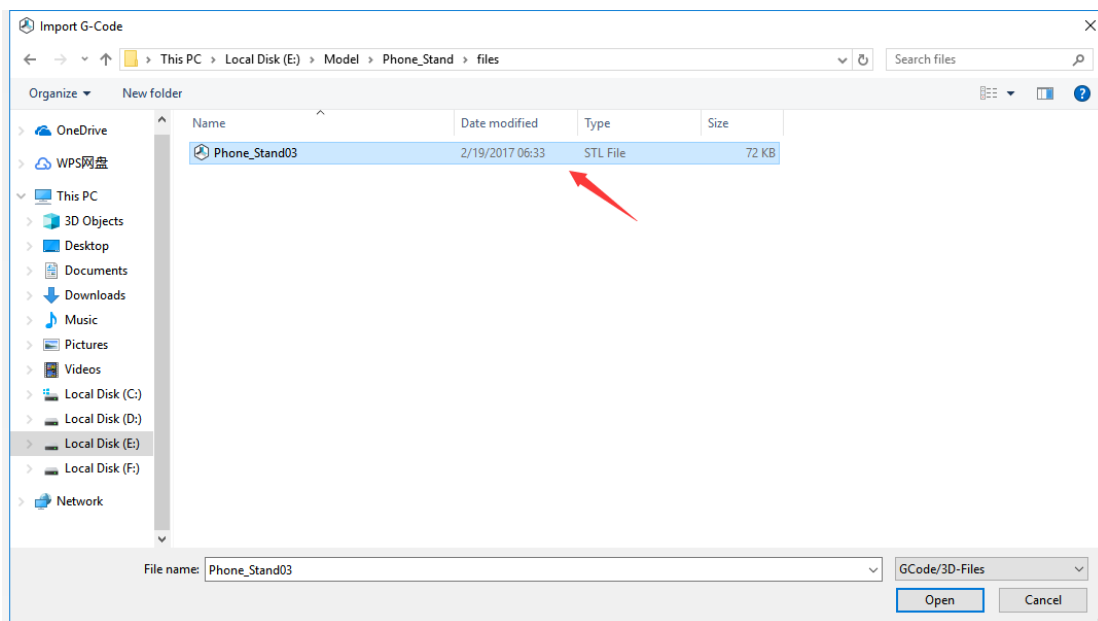 Import G-Code
This PC > Local Disk (E:) > Model > Phone_Stand > files
Search files
Organize
New folder
Name
Date modified
Type
Size
OneDrive
WPS网盘
This PC
3D Objects
Desktop
Documents
Downloads
Music
Pictures
Videos
Local Disk (C:)
Local Disk (D:)
Local Disk (E:)
Local Disk (F:)
Network
Phone_Stand03 2/19/2017 06:33 STL File 72 KB
File name: Phone_Stand03
GCode/3D-Files
Open
Cancel